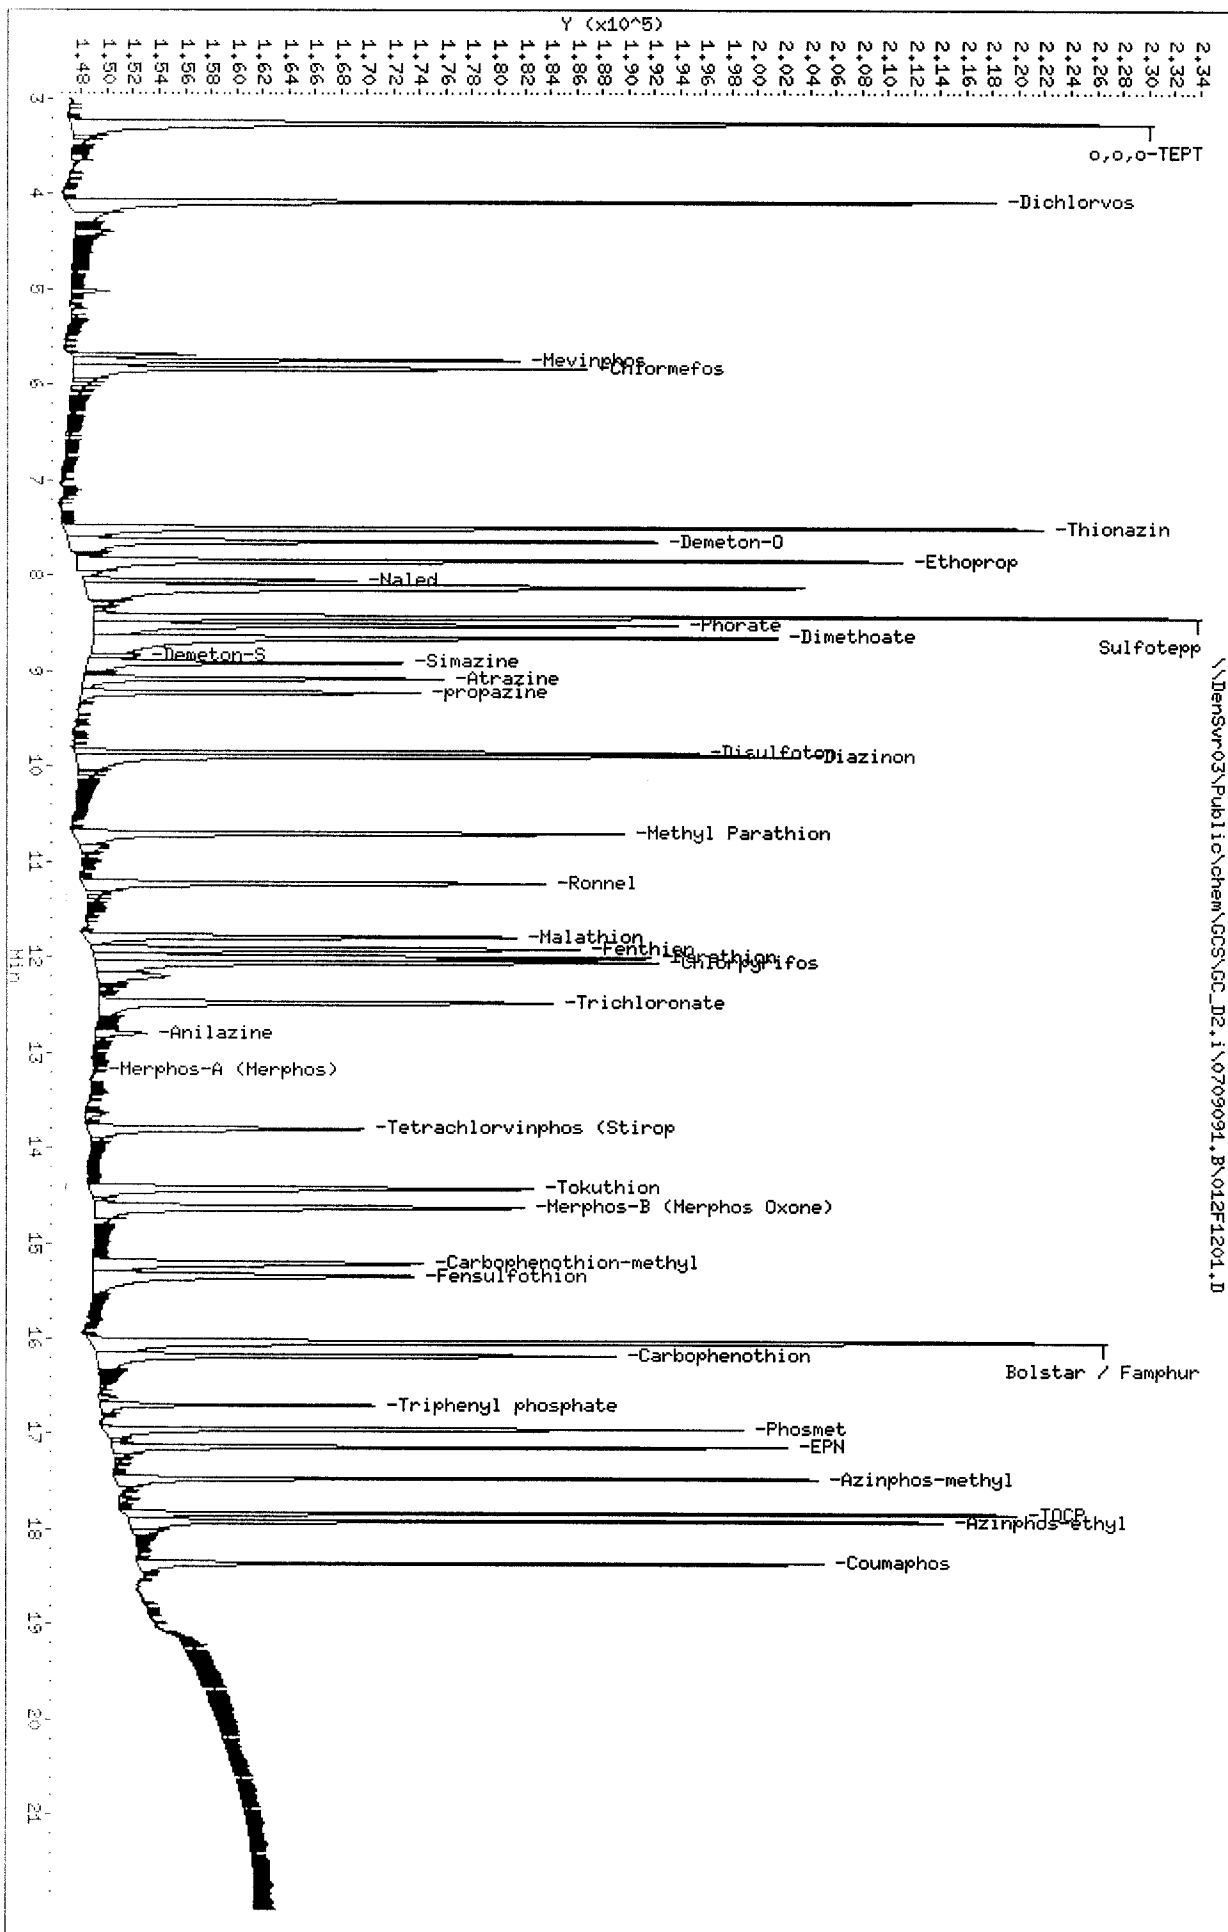 \\DenSvr03\Public\chem\GCS\GC_D2.i\0709091.B\012F1201.D
Y (x10^5)
1.48
1.50
1.52
1.54
1.56
1.58
1.60
1.62
1.64
1.66
1.68
1.70
1.72
1.74
1.76
1.78
1.80
1.82
1.84
1.86
1.88
1.90
1.92
1.94
1.96
1.98
2.00
2.02
2.04
2.06
2.08
2.10
2.12
2.14
2.16
2.18
2.20
2.22
2.24
2.26
2.28
2.30
2.32
2.34
o,o,o-TEPT
-Dichlorvos
-Mevinphos
-Chlormefos
-Thionazin
-Demeton-O
-Ethoprop
-Naled
Sulfotepp
-Phorate
-Dimethoate
-Demeton-S
-Simazine
-Atrazine
-propazine
-Disulfoton
-Diazinon
-Methyl Parathion
-Ronnel
-Malathion
-Fenthion
-Parathion
-Chlorpyrifos
-Trichloronate
-Anilazine
-Merphos-A (Merphos)
-Tetrachlorvinphos (Stirop
-Tokuthion
-Merphos-B (Merphos Oxone)
-Carbophenothion-methyl
-Fensulfothion
Bolstar / Famphur
-Carbophenothion
-Triphenyl phosphate
-Phosmet
-EPN
-Azinphos-methyl
-TOCP
-Azinphos-ethyl
-Coumaphos
3
4
5
6
7
8
9
10
11
12
13
14
15
16
17
18
19
20
21
Min